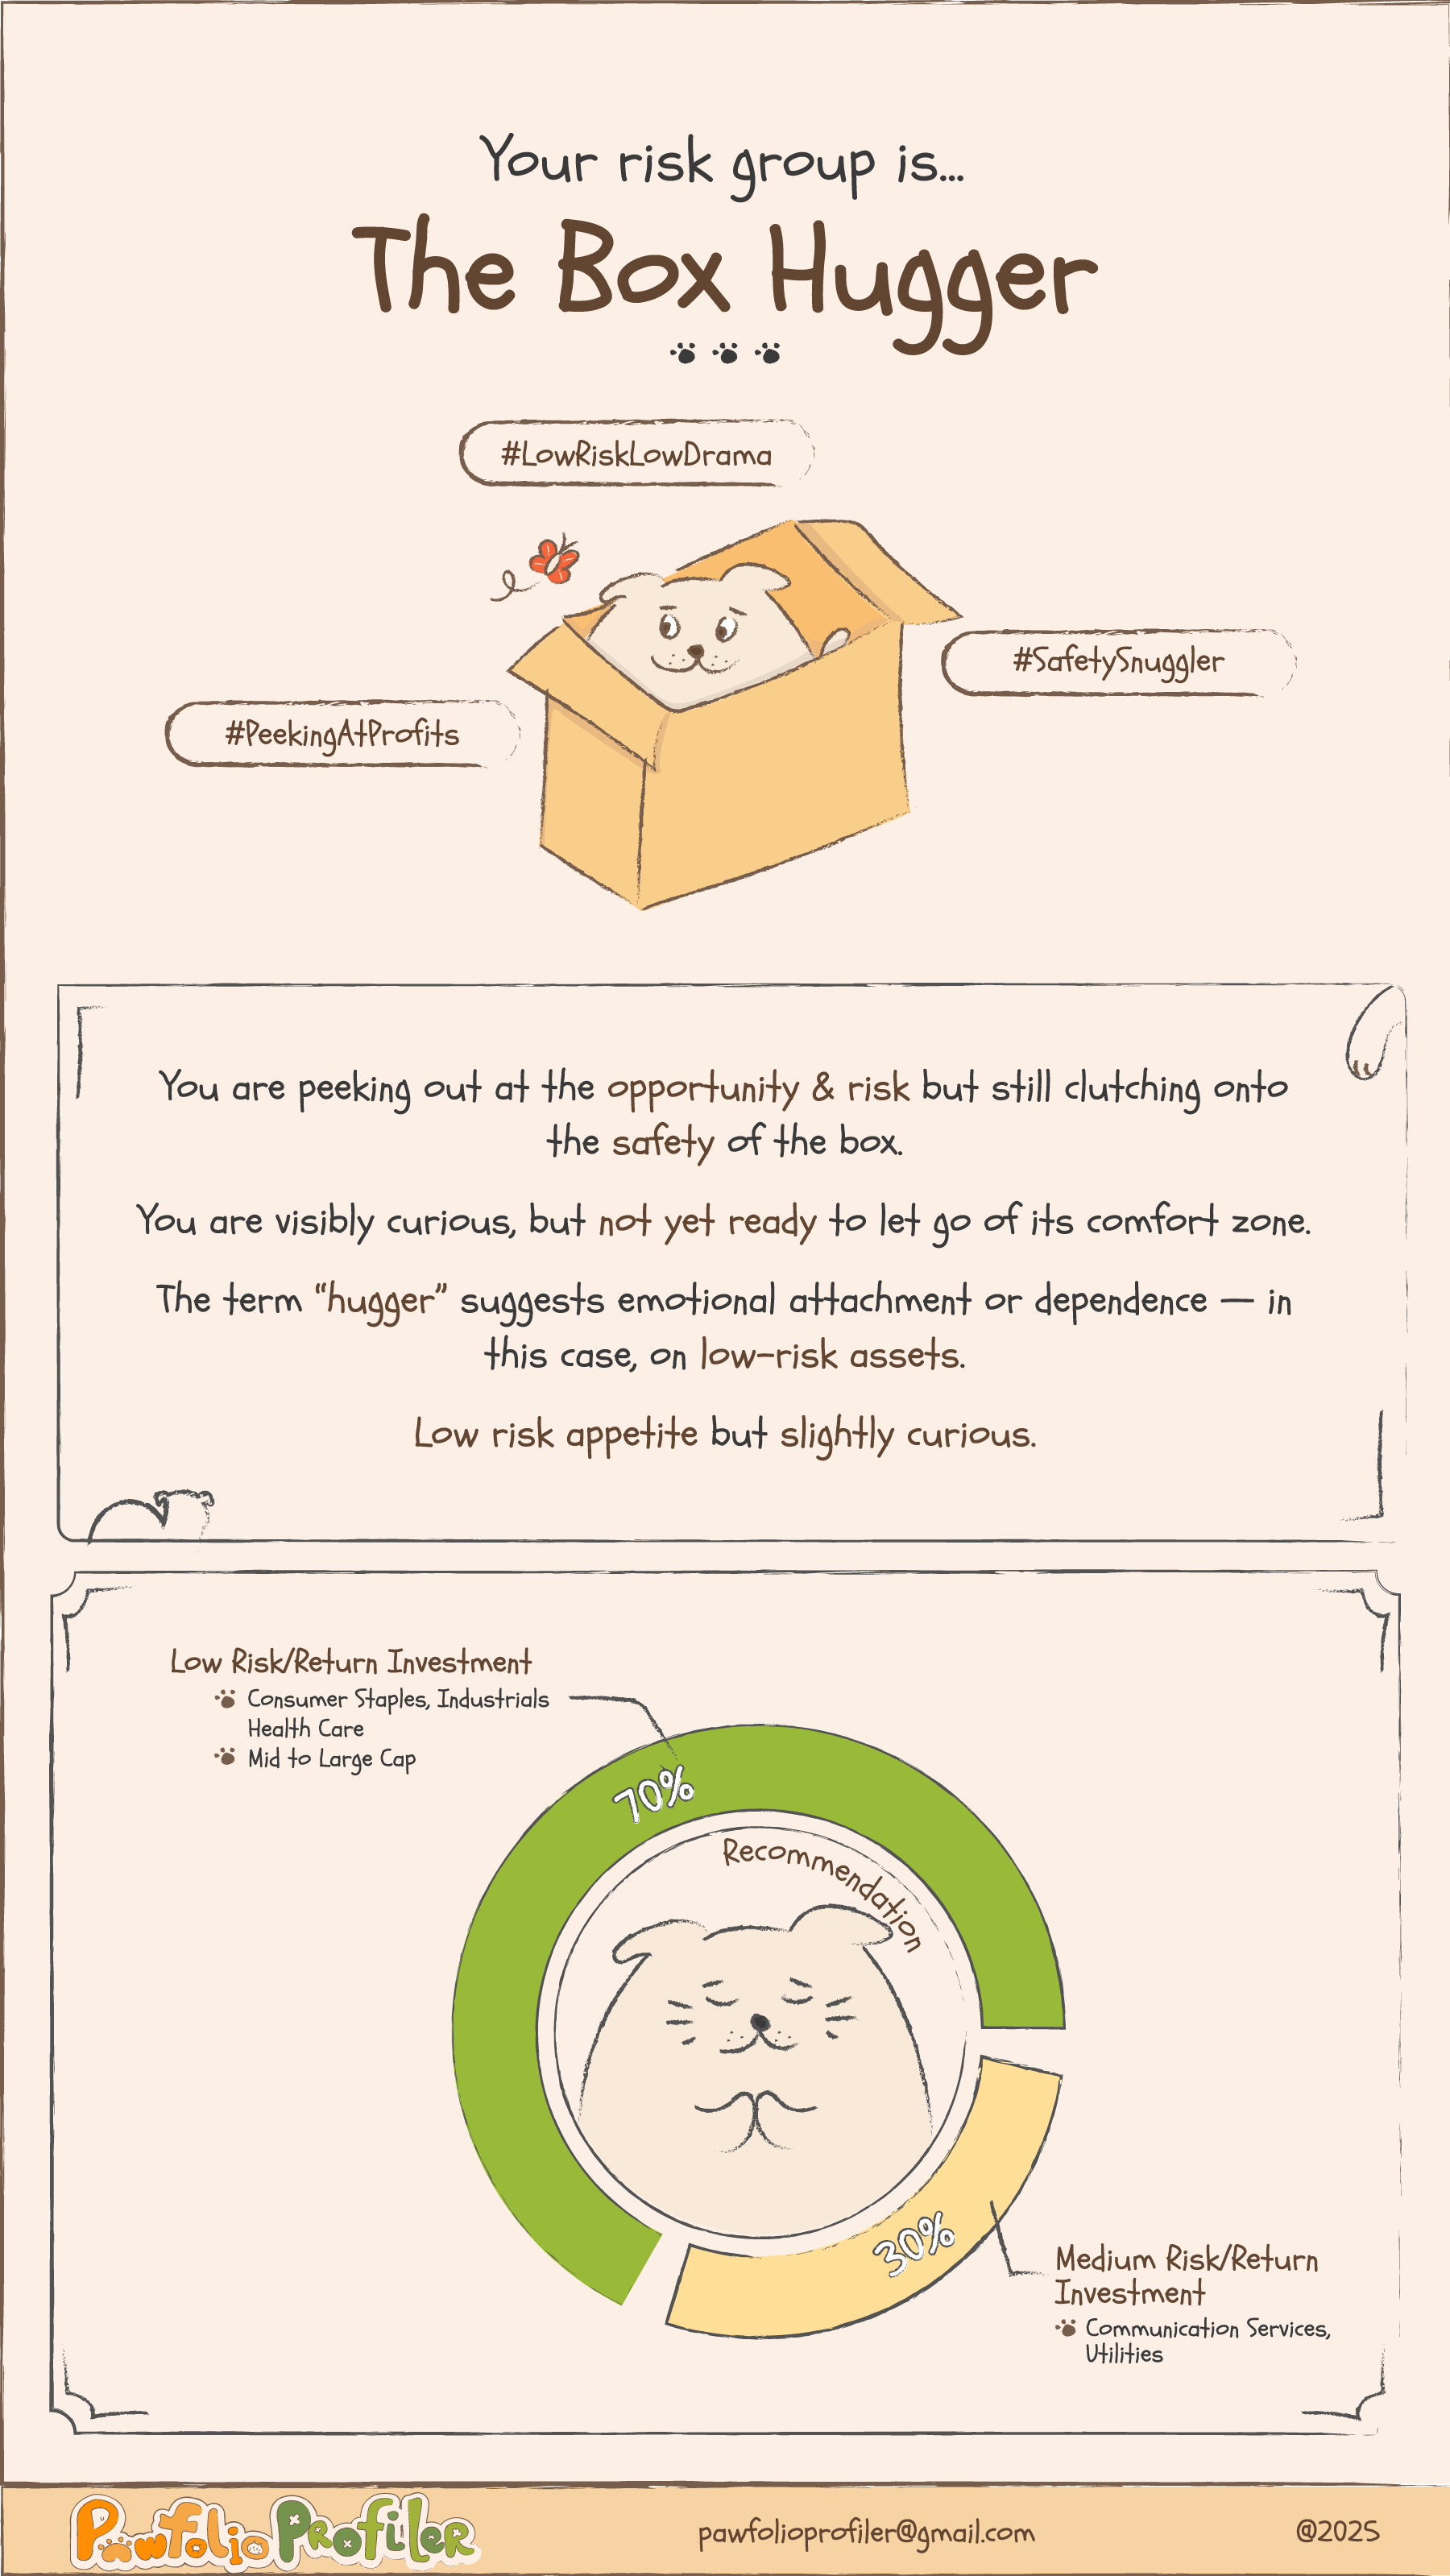 Your risk group is...
The Box Hugger
#LowRiskLowDrama
#SafetySnuggler
#PeekingAtProfits
You are peeking out at the opportunity & risk but still clutching onto
the safety of the box.
You are visibly curious, but not yet ready to let go of its comfort zone.
The term “hugger” suggests emotional attachment or dependence — in
this case, on low-risk assets.
Low risk appetite but slightly curious.
Low Risk/Return Investment
Consumer Staples, Industrials
Health Care
Mid to Large Cap
70%
Recommendation
30%
Medium Risk/Return
Investment
Communication Services,
Utilities
Pawfolio Profiler
pawfolioprofiler@gmail.com
@2025